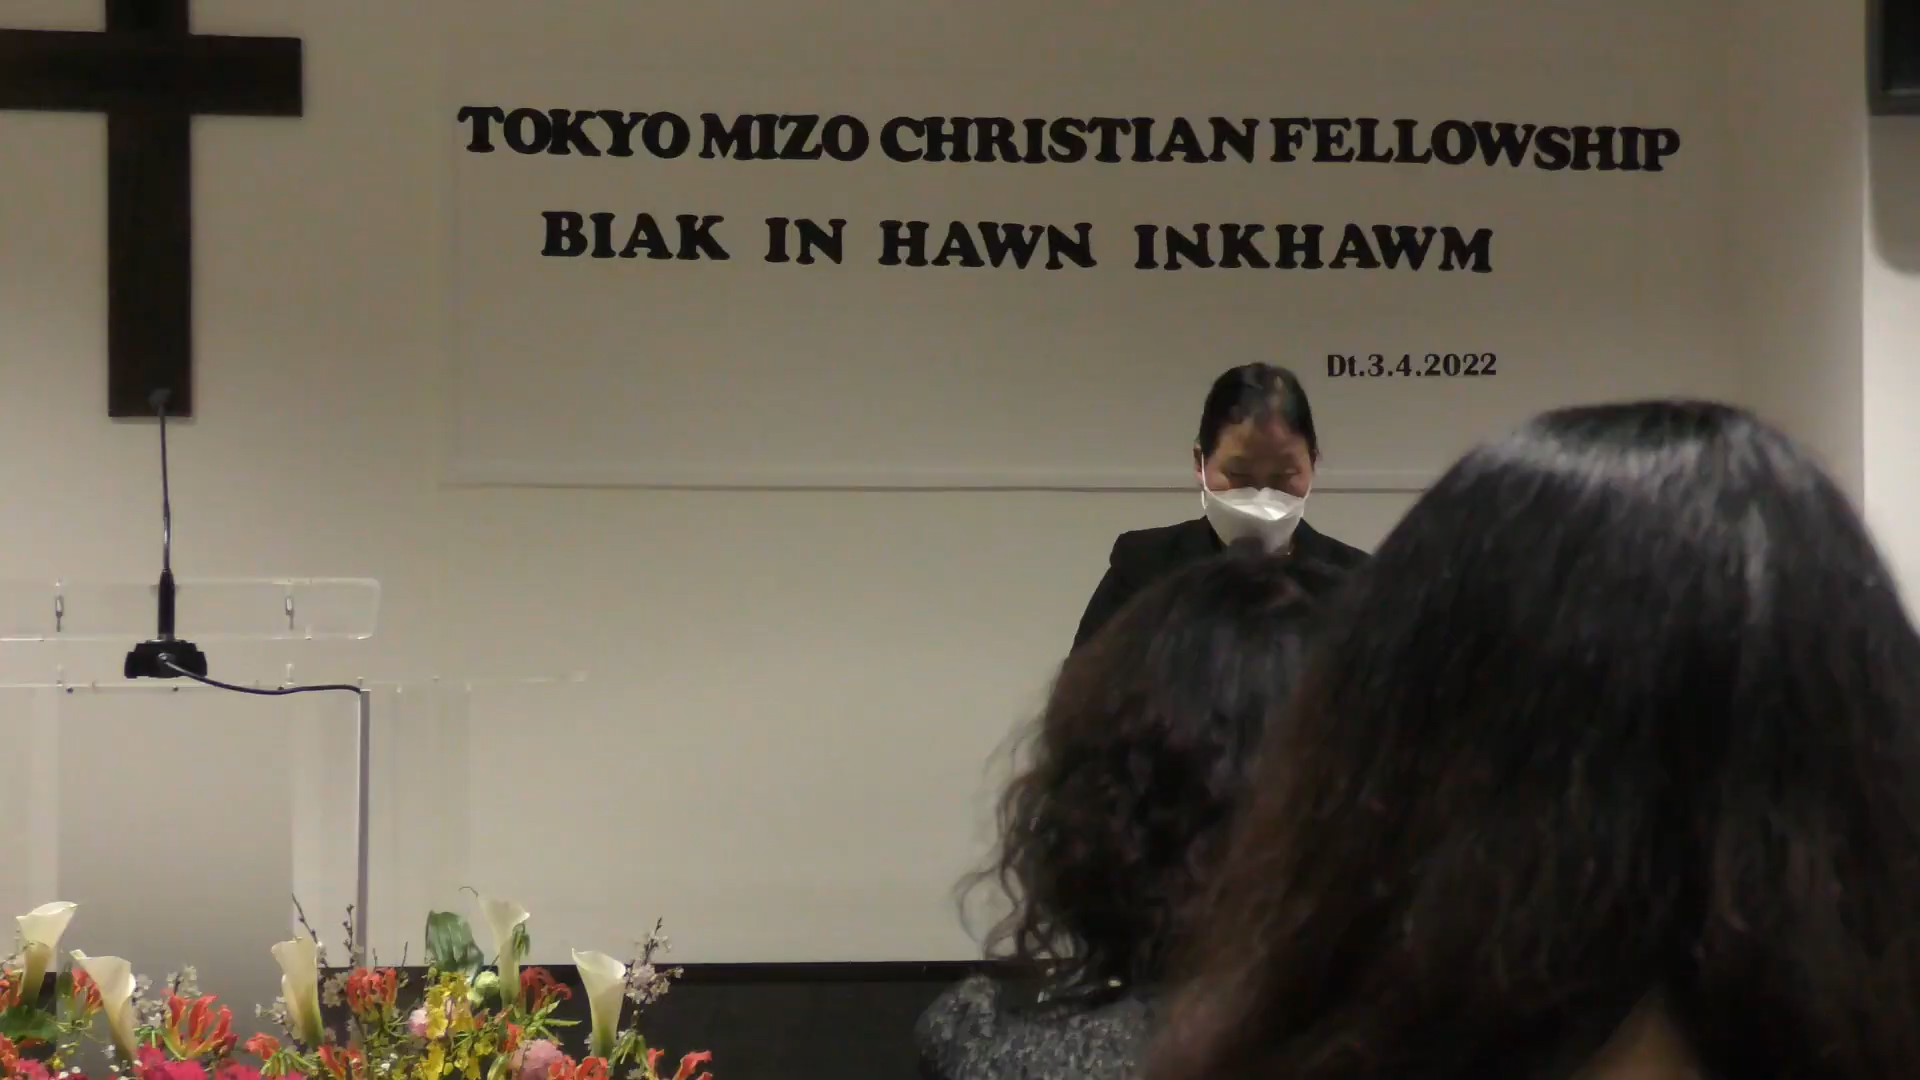 TOKYO MIZO CHRISTIAN FELLOWSHIP
BIAK IN HAWN INKHAWM
Dt.3.4.2022